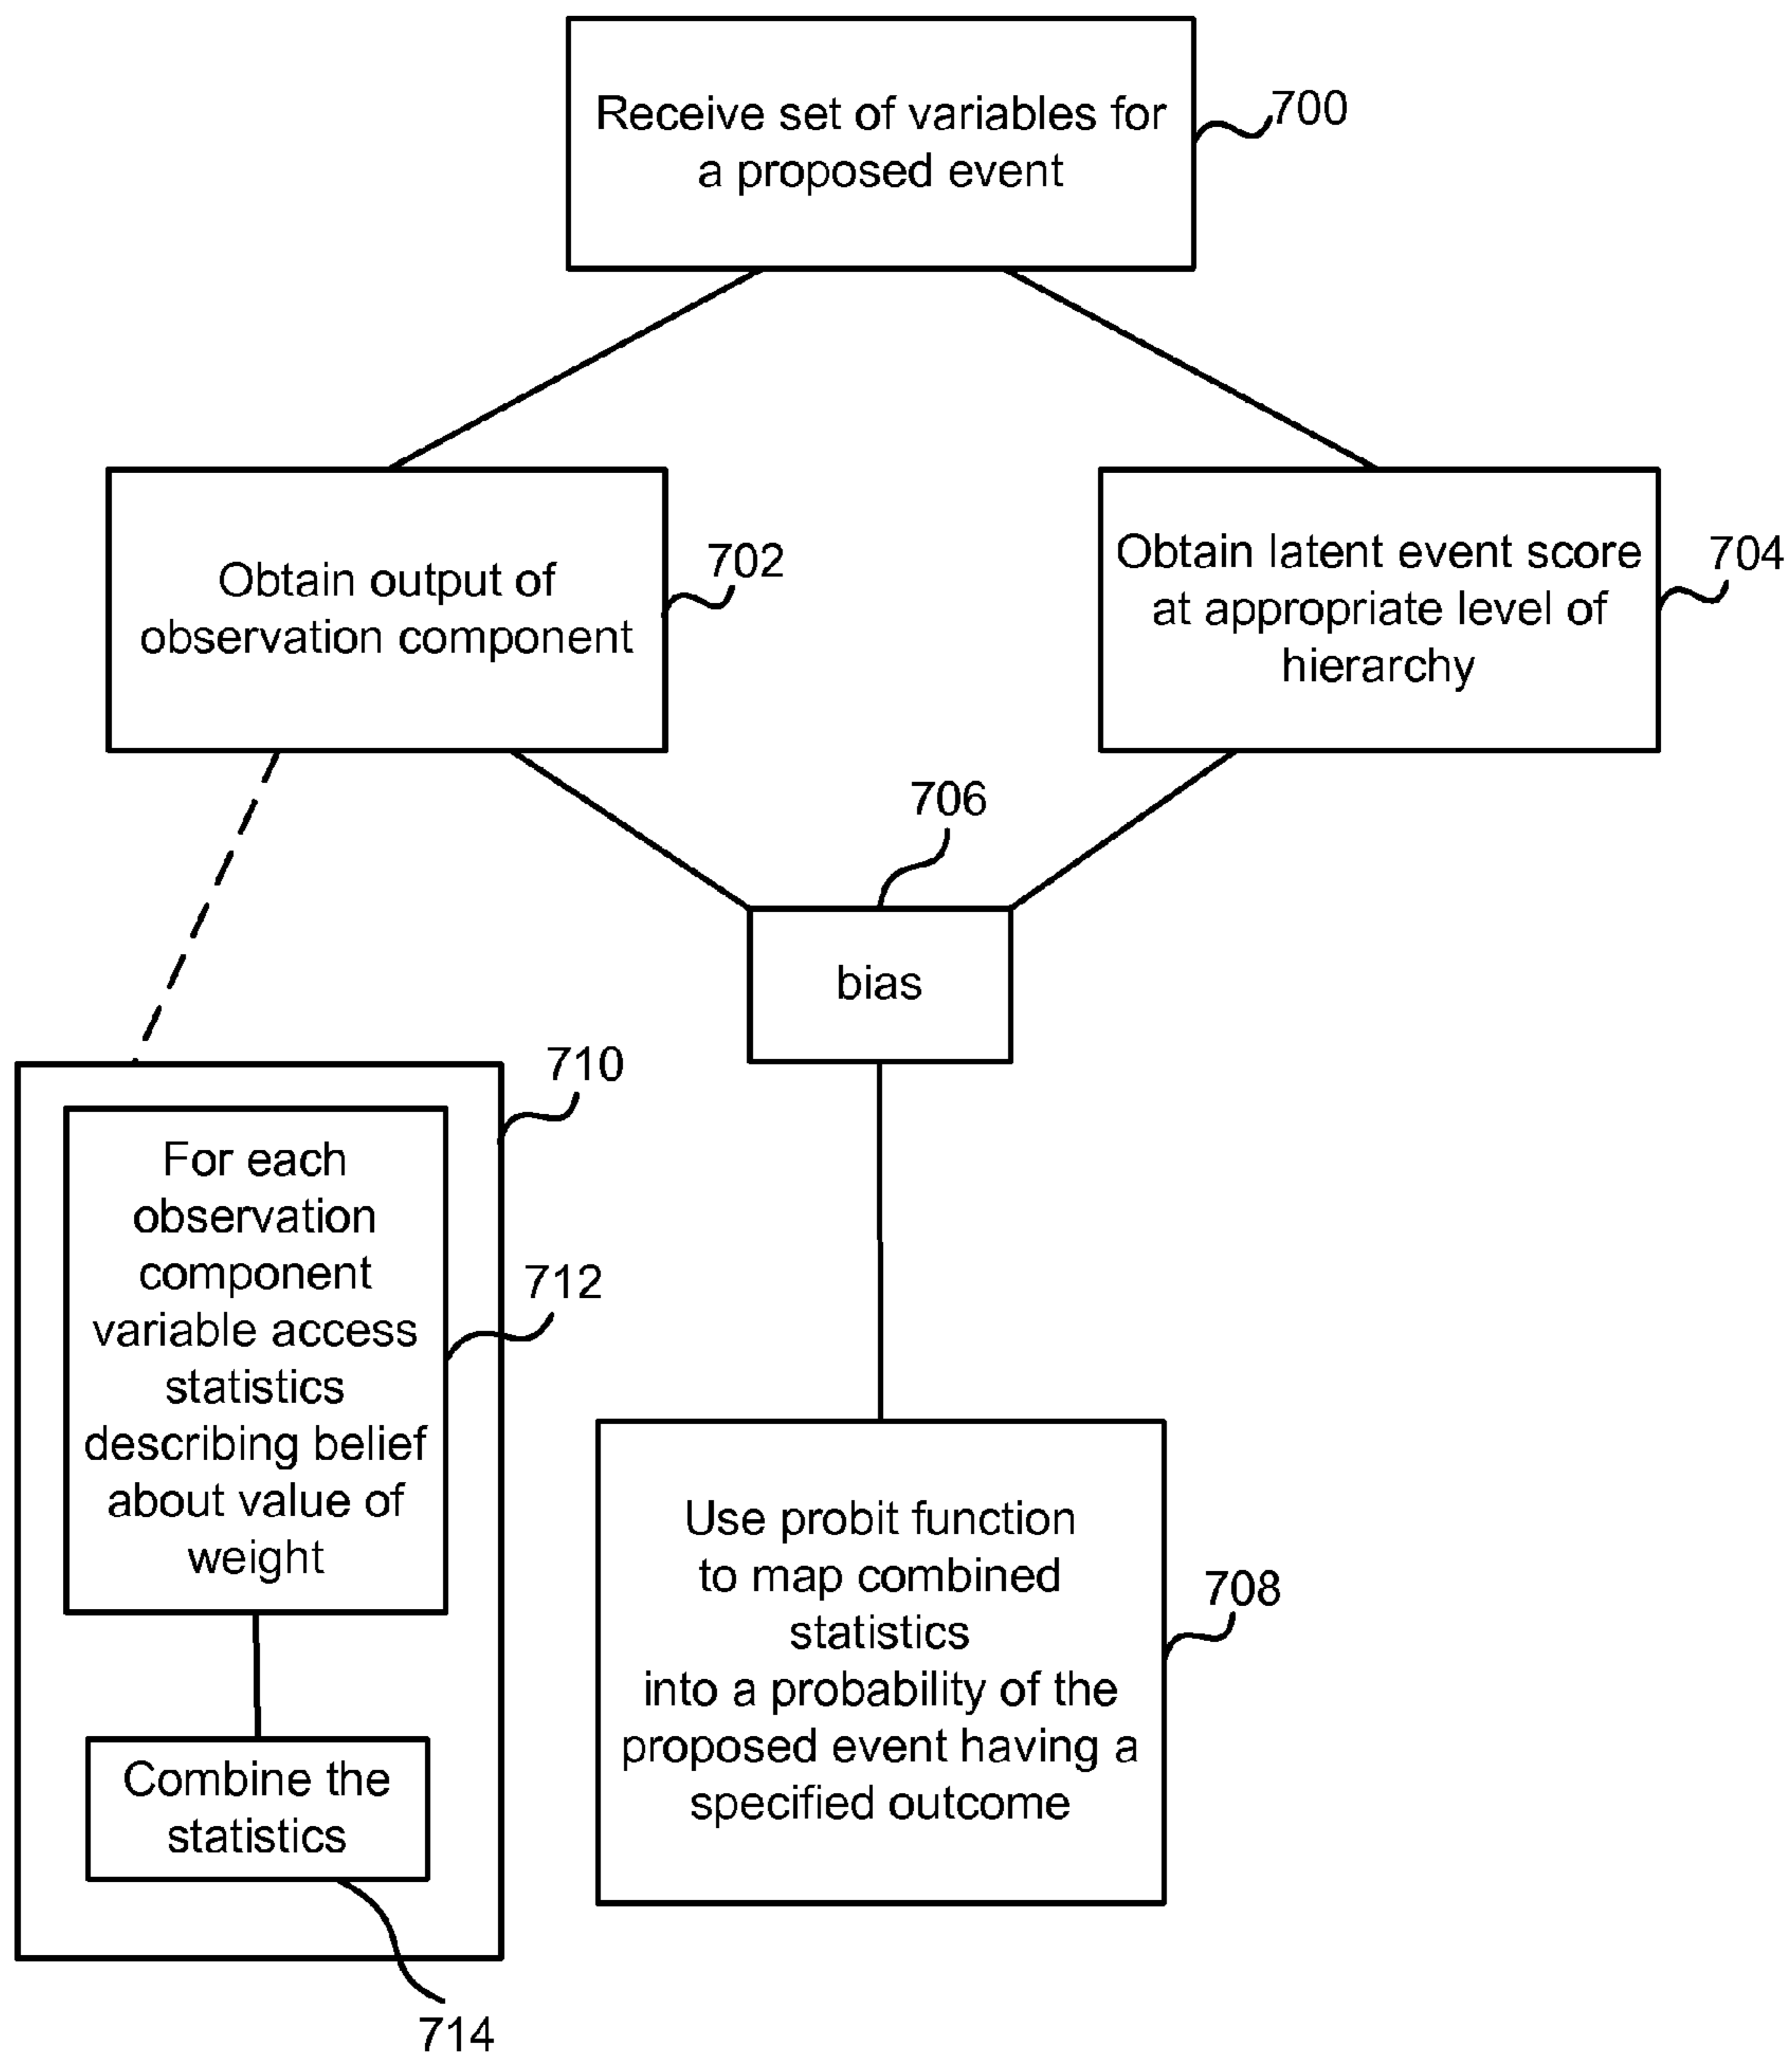 Receive set of variables for
a proposed event
700
Obtain output of
observation component
702
Obtain latent event score
at appropriate level of
hierarchy
704
706
bias
710
For each
observation
component
variable access
statistics
describing belief
about value of
weight
712
Combine the
statistics
714
Use probit function
to map combined
statistics
into a probability of the
proposed event having a
specified outcome
708